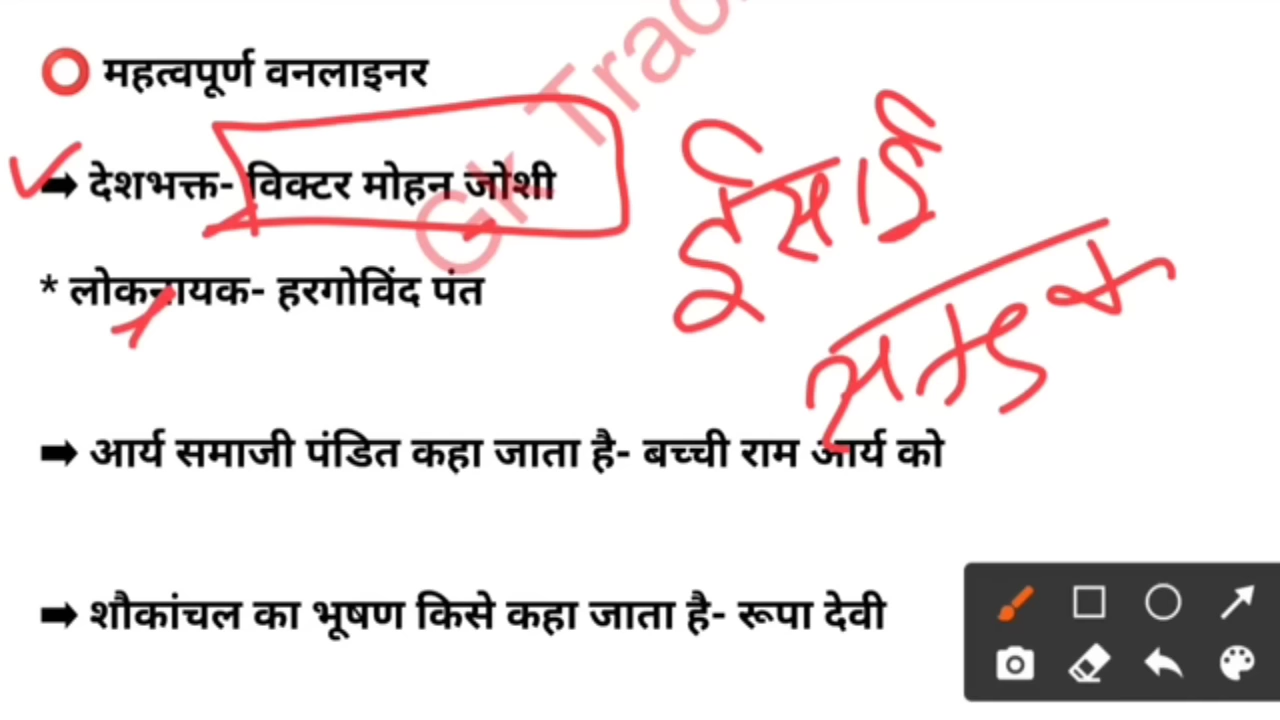 महत्वपूर्ण वनलाइनर
➡ देशभक्त- विक्टर मोहन जोशी
* लोकनायक- हरगोविंद पंत
➡ आर्य समाजी पंडित कहा जाता है- बच्ची राम आर्य को
➡ शौकांचल का भूषण किसे कहा जाता है- रूपा देवी
ईसाई
Gk